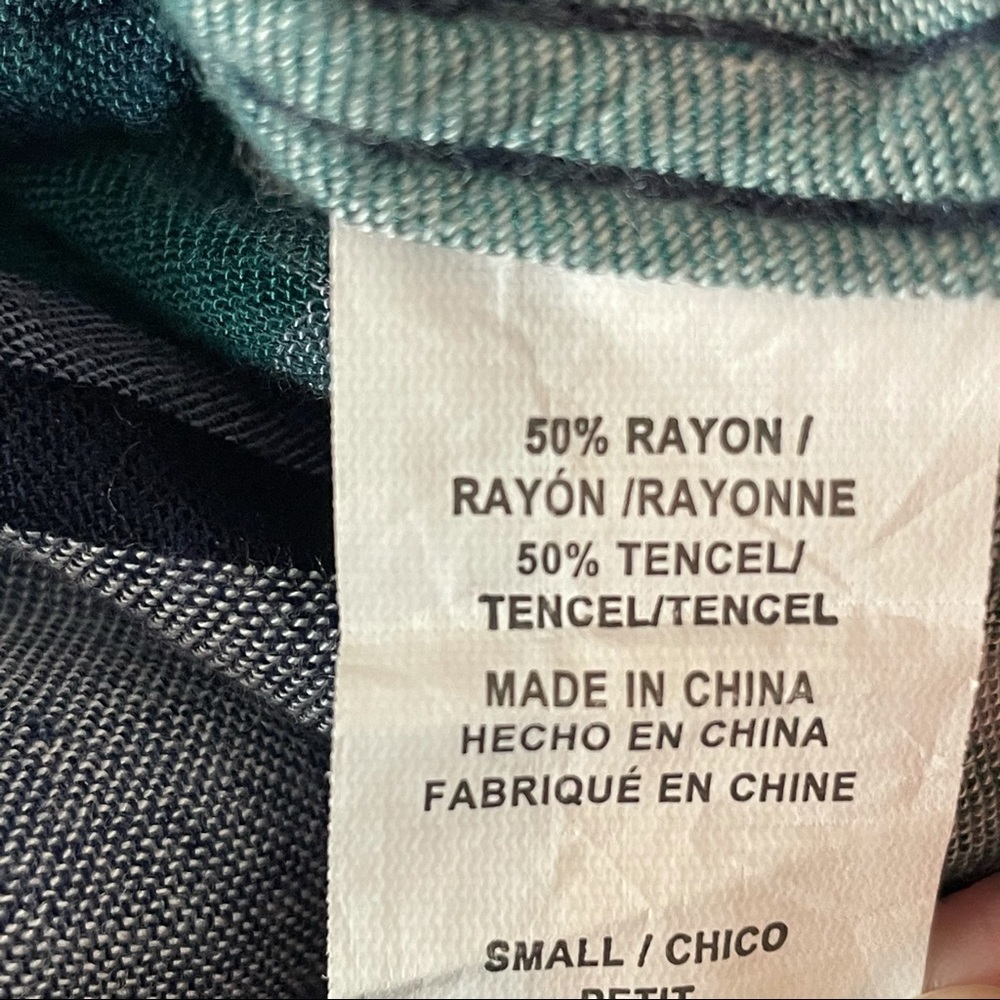 50% RAYON /
RAYÓN /RAYONNE
50% TENCEL/
TENCEL/TENCEL
MADE IN CHINA
HECHO EN CHINA
FABRIQUÉ EN CHINE
SMALL / CHICO
PETIT